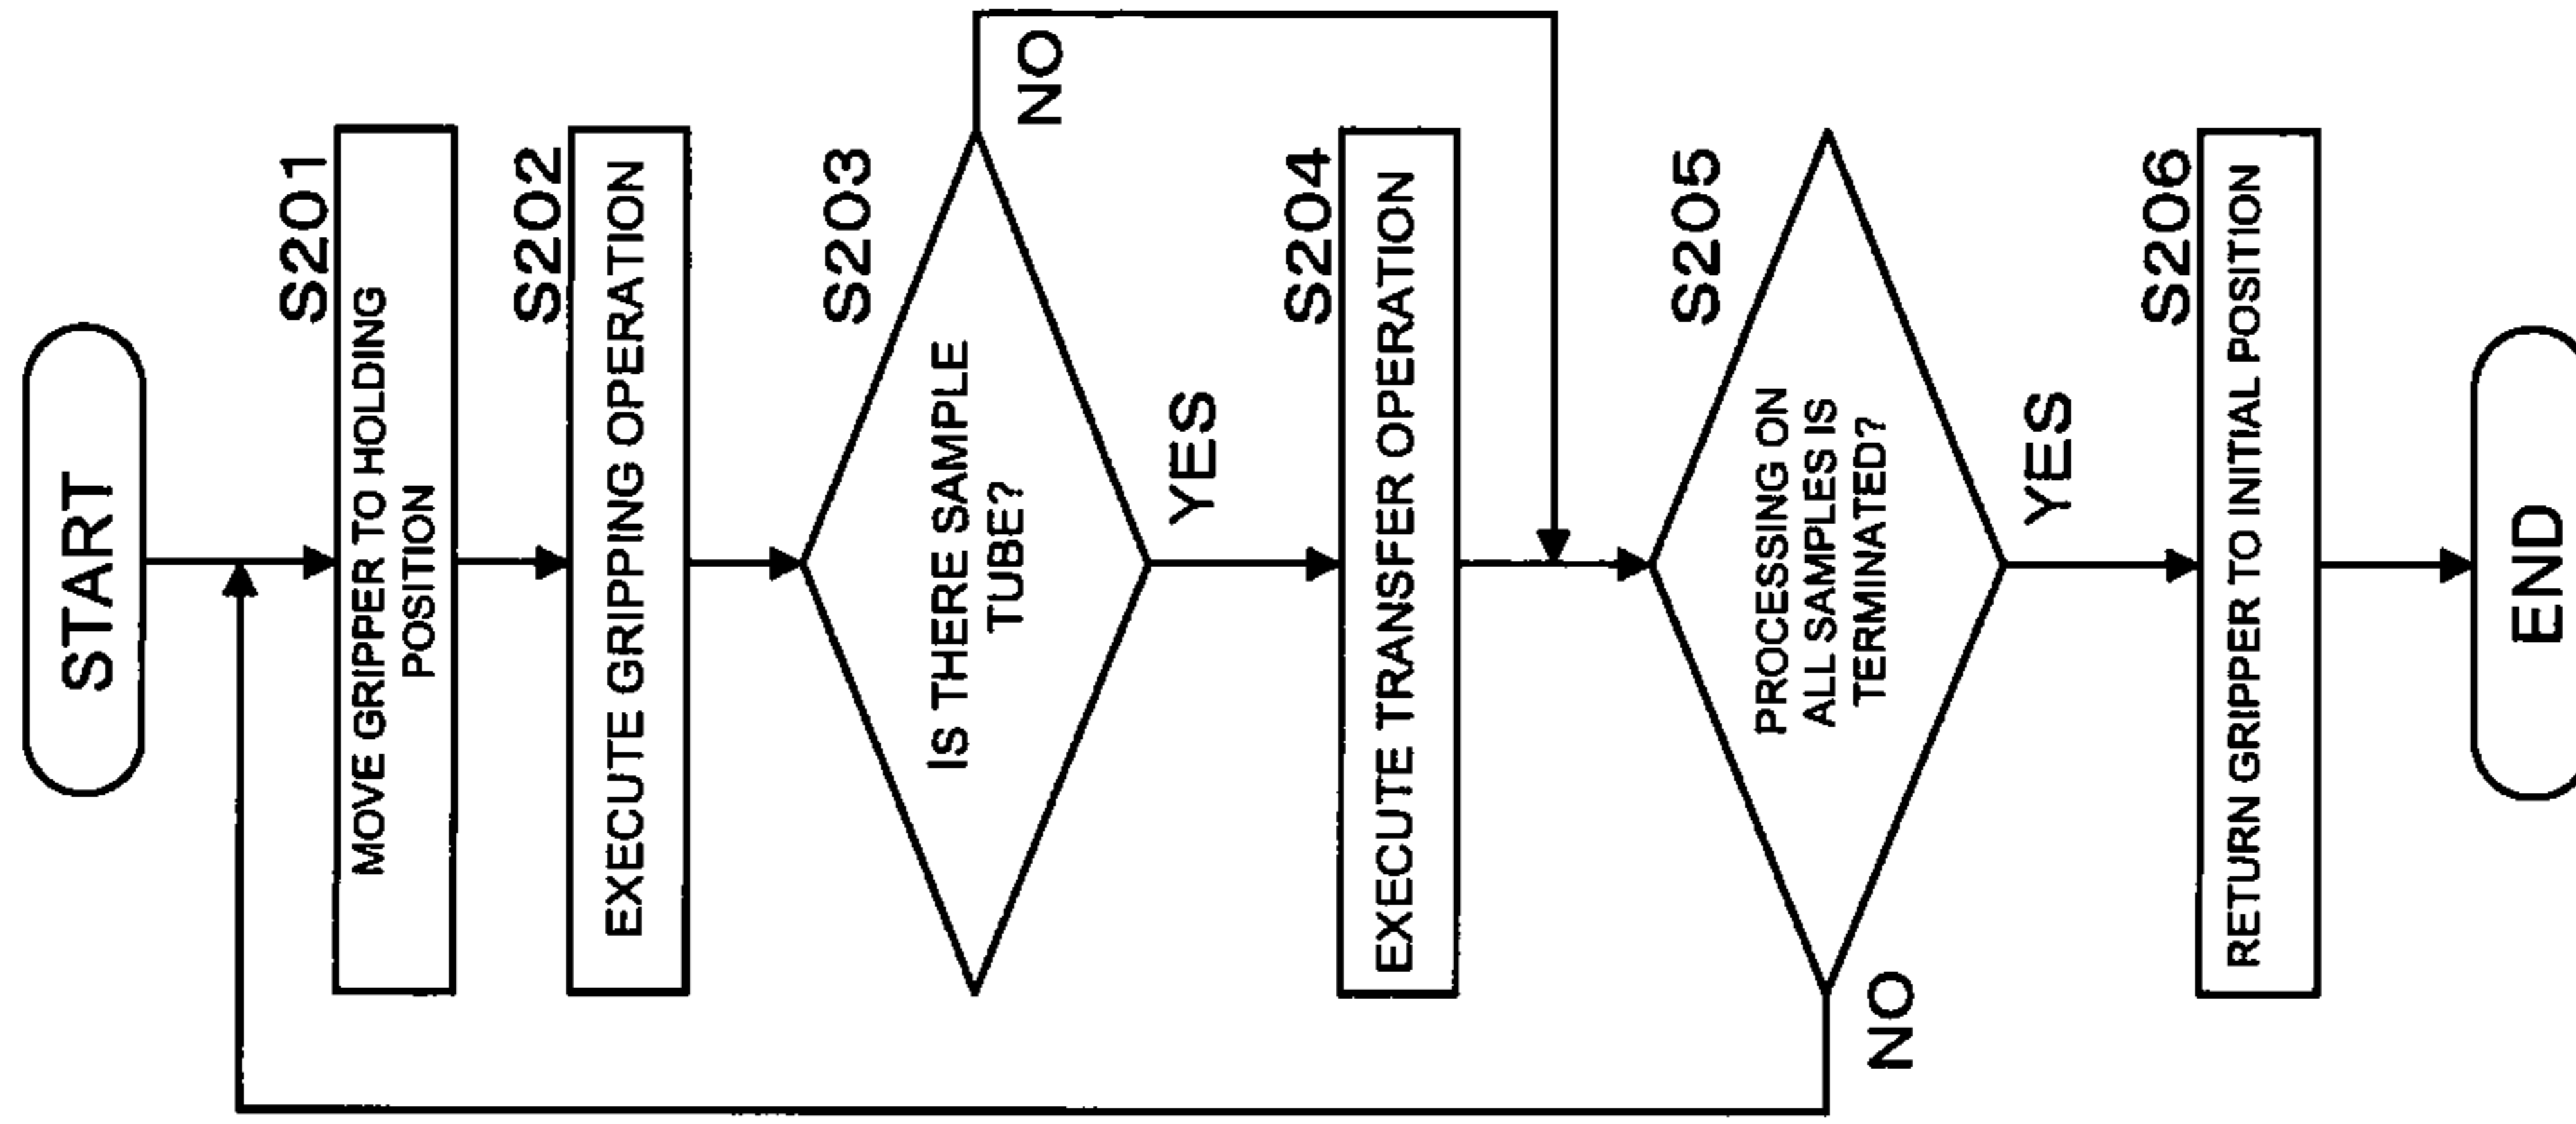 START
S201
MOVE GRIPPER TO HOLDING
POSITION
S202
EXECUTE GRIPPING OPERATION
S203
IS THERE SAMPLE
TUBE?
NO
YES
S204
EXECUTE TRANSFER OPERATION
S205
PROCESSING ON
ALL SAMPLES IS
TERMINATED?
NO
YES
S206
RETURN GRIPPER TO INITIAL POSITION
END